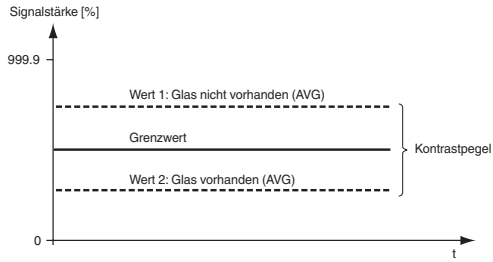 Signalstärke [%]
999.9
Wert 1: Glas nicht vorhanden (AVG)
Grenzwert
Kontrastpegel
Wert 2: Glas vorhanden (AVG)
0
t